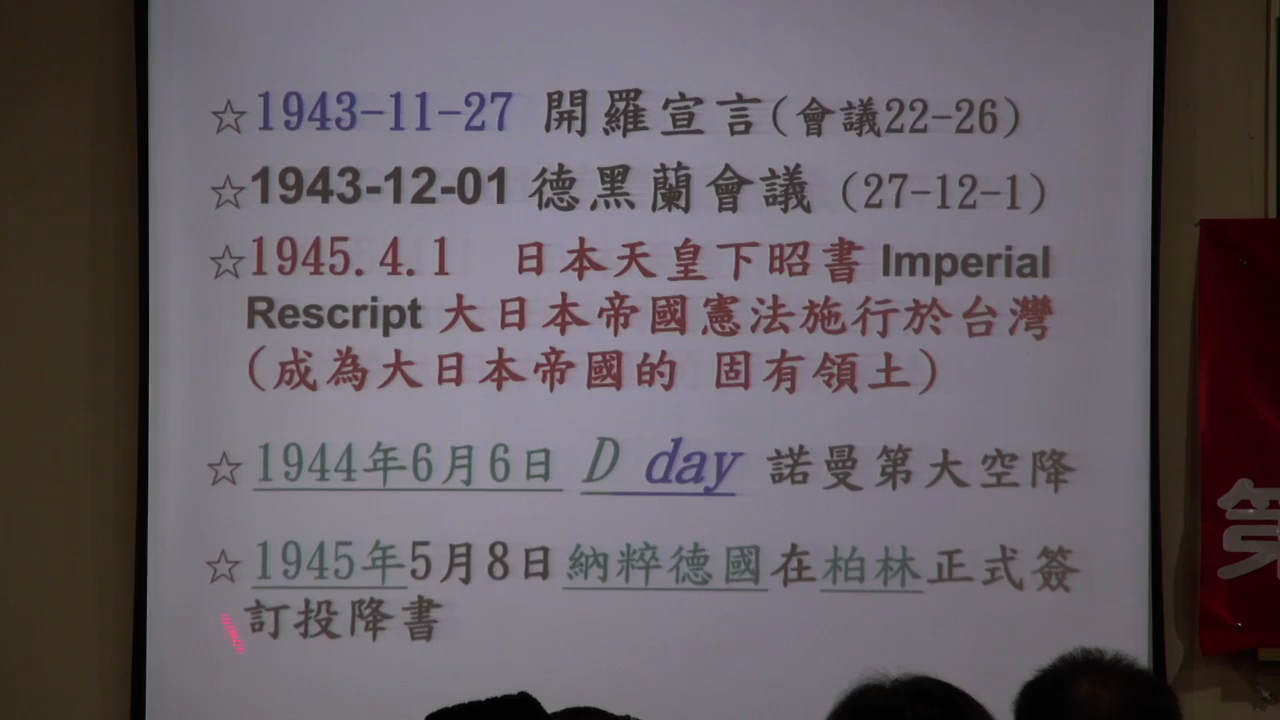 ☆1943-11-27 開羅宣言(會議22-26)
☆1943-12-01 德黑蘭會議 (27-12-1)
☆1945.4.1 日本天皇下昭書 Imperial
Rescript 大日本帝國憲法施行於台灣
(成為大日本帝國的 固有領土)
☆ 1944年6月6日 D day 諾曼第大空降
☆ 1945年5月8日納粹德國在柏林正式簽
訂投降書
第